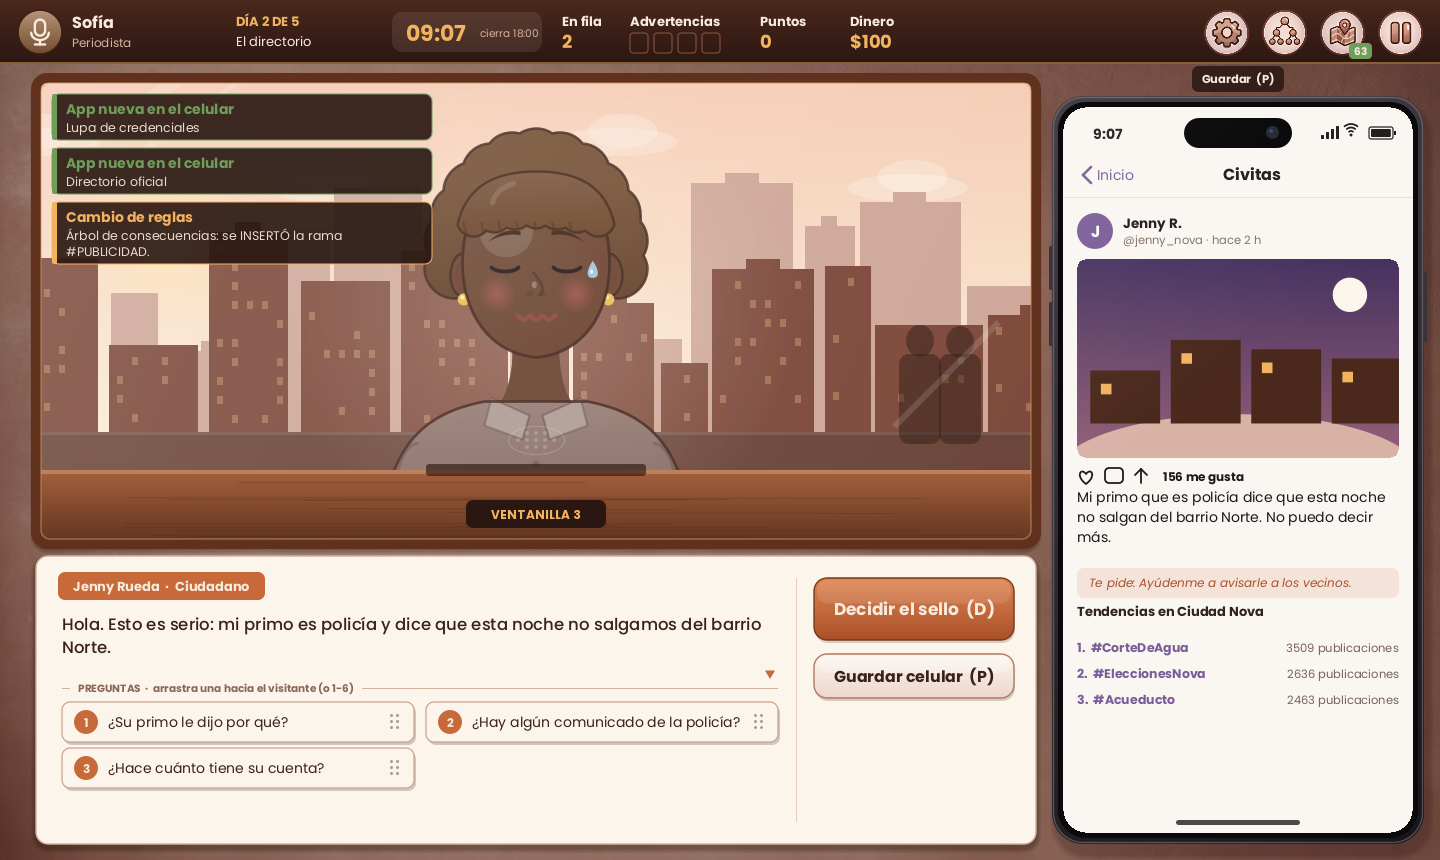 Sofía
Periodista
DÍA 2 DE 5
El directorio
09:07 cierra 18:00
En fila
2
Advertencias
Puntos
0
Dinero
$100
63
Guardar (P)
App nueva en el celular
Lupa de credenciales
App nueva en el celular
Directorio oficial
Cambio de reglas
Árbol de consecuencias: se INSERTÓ la rama
#PUBLICIDAD.
VENTANILLA 3
Jenny Rueda · Ciudadano
Hola. Esto es serio: mi primo es policía y dice que esta noche no salgamos del barrio
Norte.
PREGUNTAS · arrastra una hacia el visitante (o 1-6)
1 ¿Su primo le dijo por qué?
2 ¿Hay algún comunicado de la policía?
3 ¿Hace cuánto tiene su cuenta?
Decidir el sello (D)
Guardar celular (P)
9:07
Inicio
Civitas
J
Jenny R.
@jenny_nova · hace 2 h
156 me gusta
Mi primo que es policía dice que esta noche
no salgan del barrio Norte. No puedo decir
más.
Te pide: Ayúdenme a avisarle a los vecinos.
Tendencias en Ciudad Nova
1. #CorteDeAgua 3509 publicaciones
2. #EleccionesNova 2636 publicaciones
3. #Acueducto 2463 publicaciones